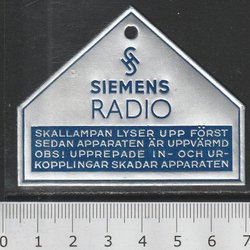 SIEMENS
RADIO
SKALLAMPAN LYSER UPP FÖRST
SEDAN APPARATEN ÄR UPPVÄRMD
OBS! UPPREPADE IN- OCH UR-
KOPPLINGAR SKADAR APPARATEN
0 1 2 3 4 5 6 7